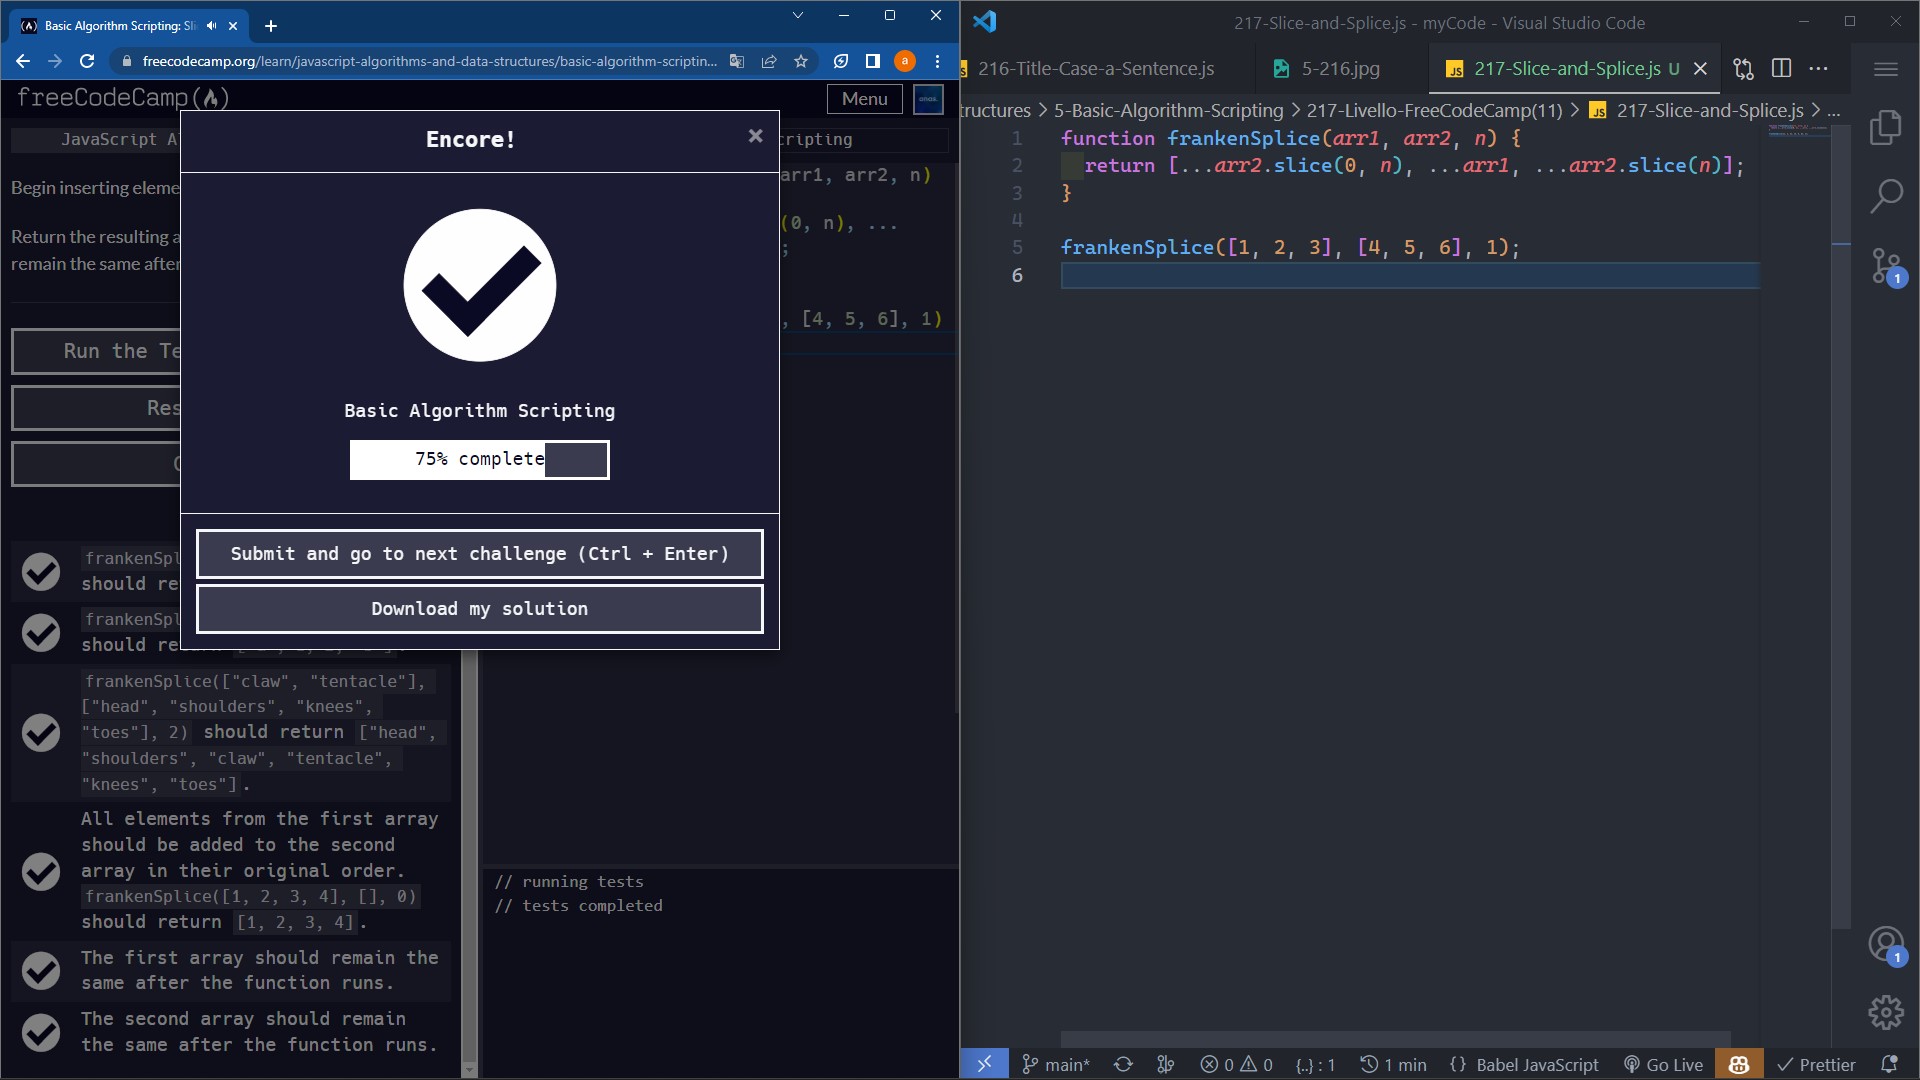 Basic Algorithm Scripting: Sli
freecodecamp.org/learn/javascript-algorithms-and-data-structures/basic-algorithm-scriptin...
a
freeCodeCamp
Menu
JavaScript A
cripting
Begin inserting eleme
Return the resulting a
remain the same after
Run the Te
Res
frankenSpl
should re
frankenSpl
should return
frankenSplice(["claw", "tentacle"],
["head", "shoulders", "knees",
"toes"], 2) should return ["head",
"shoulders", "claw", "tentacle",
"knees", "toes"].
All elements from the first array
should be added to the second
array in their original order.
frankenSplice([1, 2, 3, 4], [], 0)
should return [1, 2, 3, 4].
The first array should remain the
same after the function runs.
The second array should remain
the same after the function runs.
arr1, arr2, n)
(0, n), ...
;
, [4, 5, 6], 1)
// running tests
// tests completed
Encore!
Basic Algorithm Scripting
75% complete
Submit and go to next challenge (Ctrl + Enter)
Download my solution
217-Slice-and-Splice.js - myCode - Visual Studio Code
216-Title-Case-a-Sentence.js
5-216.jpg
JS 217-Slice-and-Splice.js U
ructures > 5-Basic-Algorithm-Scripting > 217-Livello-FreeCodeCamp(11) > JS 217-Slice-and-Splice.js > ...
1 function frankenSplice(arr1, arr2, n) {
2 return [...arr2.slice(0, n), ...arr1, ...arr2.slice(n)];
3 }
4
5 frankenSplice([1, 2, 3], [4, 5, 6], 1);
6
1
1
main* 0 0 {..} : 1 1 min {} Babel JavaScript Go Live Prettier